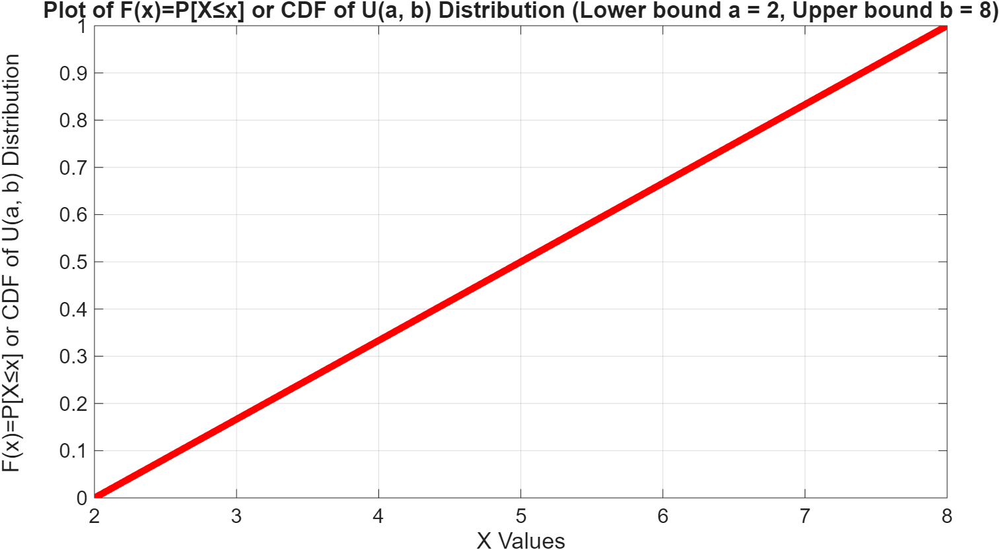 Plot of F(x)=P[X≤x] or CDF of U(a, b) Distribution (Lower bound a = 2, Upper bound b = 8)
F(x)=P[X≤x] or CDF of U(a, b) Distribution
1
0.9
0.8
0.7
0.6
0.5
0.4
0.3
0.2
0.1
0
2 3 4 5 6 7 8
X Values